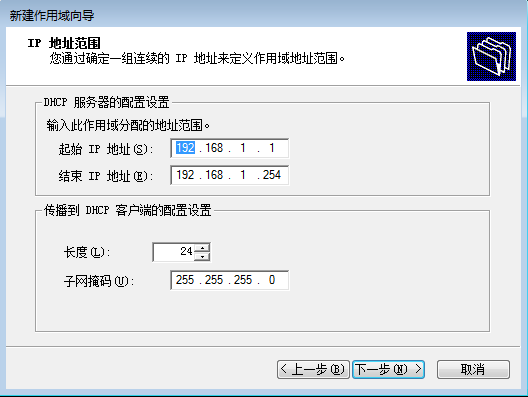 新建作用域向导
IP 地址范围
您通过确定一组连续的 IP 地址来定义作用域地址范围。
DHCP 服务器的配置设置
输入此作用域分配的地址范围。
起始 IP 地址(S): 192 .168 . 1 . 1
结束 IP 地址(E): 192 .168 . 1 .254
传播到 DHCP 客户端的配置设置
长度(L): 24
子网掩码(U): 255 .255 .255 . 0
< 上一步(B) 下一步(N) > 取消